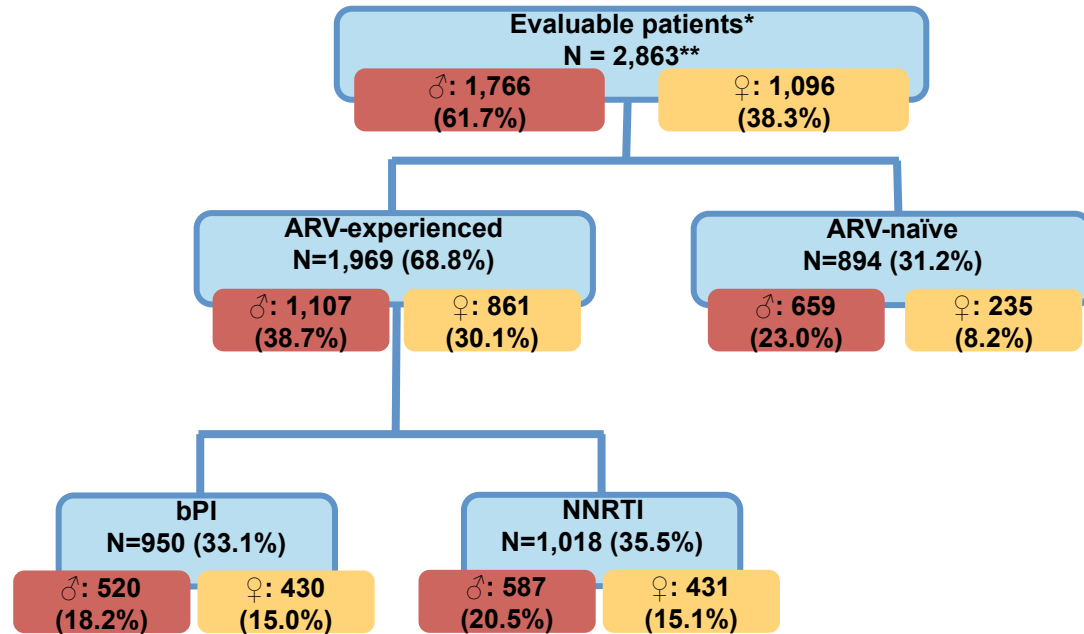 Evaluable patients*
N = 2,863**
♂: 1,766
(61.7%)
♀: 1,096
(38.3%)
ARV-experienced
N=1,969 (68.8%)
♂: 1,107
(38.7%)
♀: 861
(30.1%)
ARV-naïve
N=894 (31.2%)
♂: 659
(23.0%)
♀: 235
(8.2%)
bPI
N=950 (33.1%)
♂: 520
(18.2%)
♀: 430
(15.0%)
NNRTI
N=1,018 (35.5%)
♂: 587
(20.5%)
♀: 431
(15.1%)